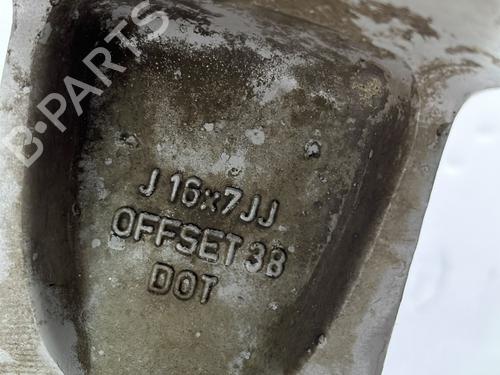 B-PARTS
J 16x7JJ
OFFSET 38
DOT